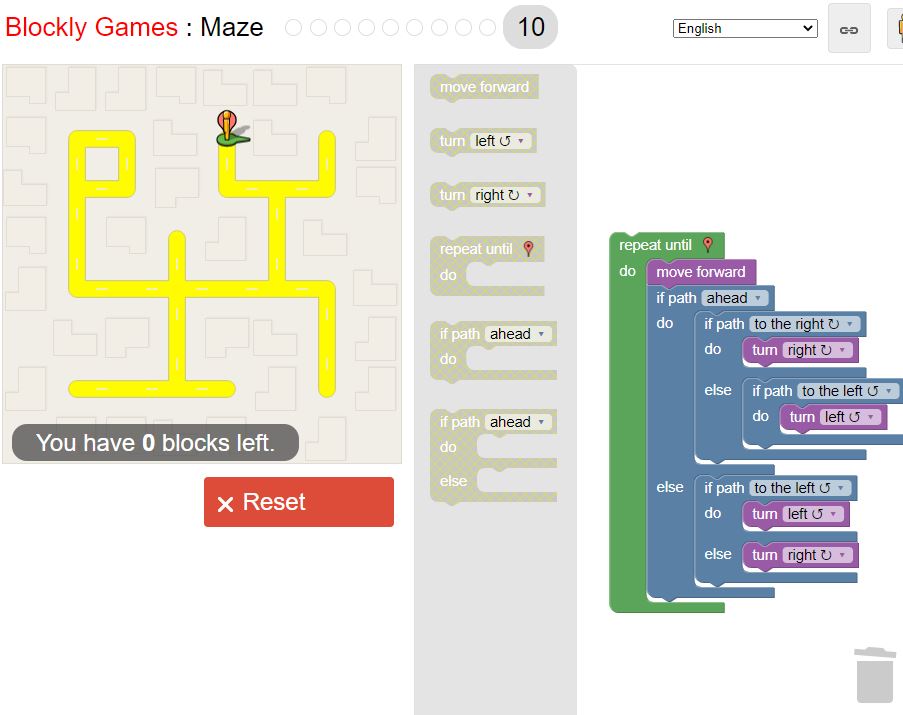 Blockly Games : Maze
10
English
You have 0 blocks left.
Reset
move forward
turn left ↺
turn right ↻
repeat until
do
if path ahead
do
if path ahead
do
else
repeat until
do
move forward
if path ahead
do
if path to the right ↻
do
turn right ↻
else
if path to the left ↺
do
turn left ↺
else
if path to the left ↺
do
turn left ↺
else
turn right ↻